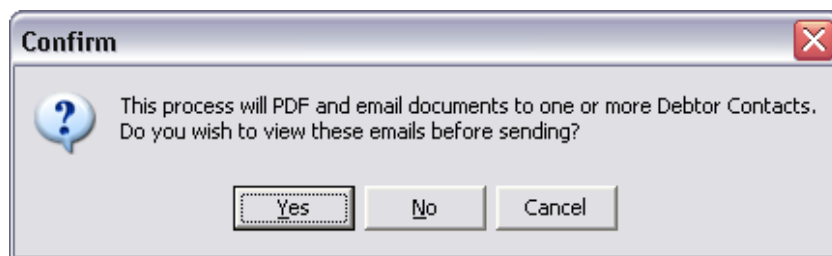 Confirm
This process will PDF and email documents to one or more Debtor Contacts.
Do you wish to view these emails before sending?
Yes No Cancel